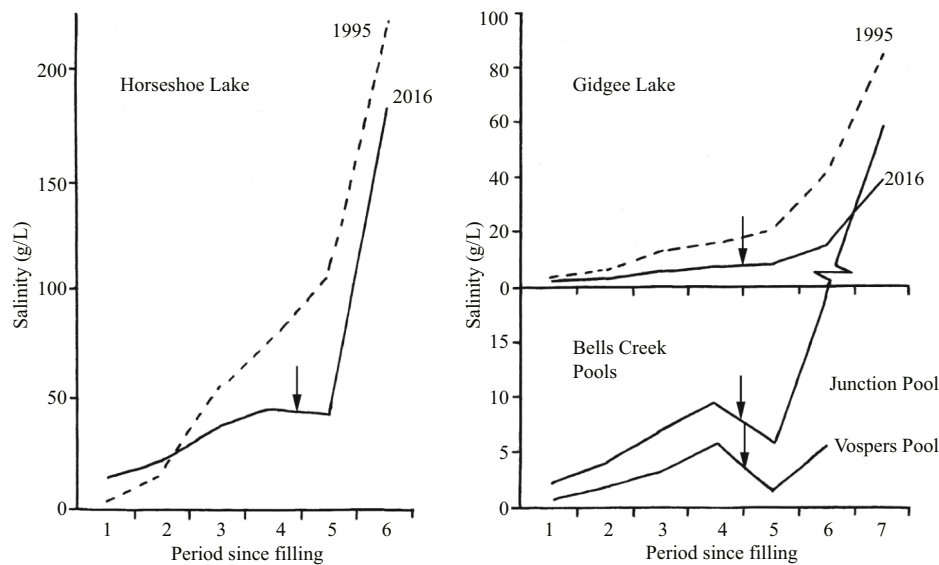 1995
200
Horseshoe Lake
2016
150
Salinity (g/L)
100
50
0
1 2 3 4 5 6
Period since filling
100
1995
80
Gidgee Lake
60
40
2016
20
0
Salinity (g/L)
15
Bells Creek
Pools
Junction Pool
10
Vospers Pool
5
0
1 2 3 4 5 6 7
Period since filling